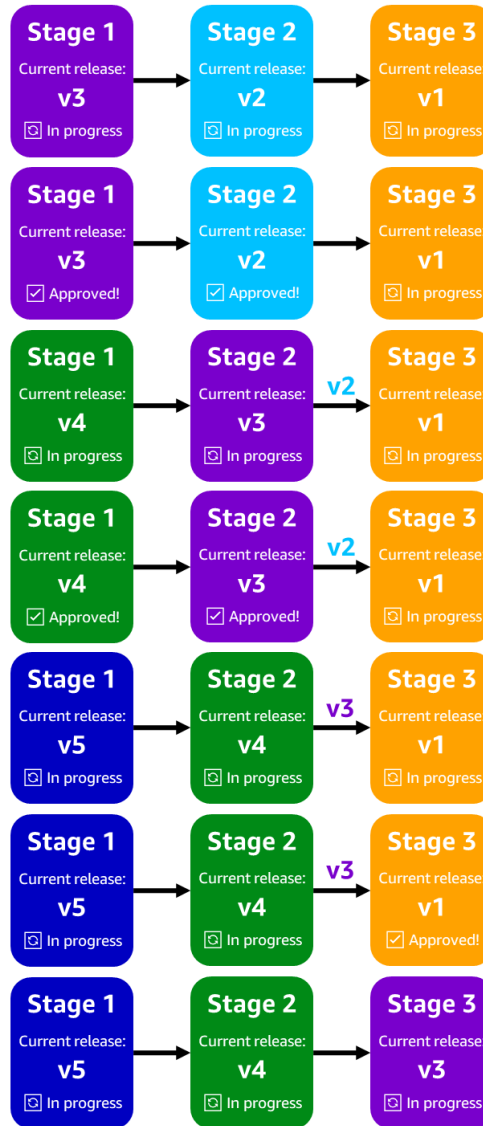 Stage 1 Stage 2 Stage 3
Current release: Current release: Current release:
v3 v2 v1
In progress In progress In progress
Stage 1 Stage 2 Stage 3
Current release: Current release: Current release:
v3 v2 v1
Approved! Approved! In progress
Stage 1 Stage 2 Stage 3
v2
Current release: Current release: Current release:
v4 v3 v1
In progress In progress In progress
Stage 1 Stage 2 Stage 3
v2
Current release: Current release: Current release:
v4 v3 v1
Approved! Approved! In progress
Stage 1 Stage 2 Stage 3
v3
Current release: Current release: Current release:
v5 v4 v1
In progress In progress In progress
Stage 1 Stage 2 Stage 3
v3
Current release: Current release: Current release:
v5 v4 v1
In progress In progress Approved!
Stage 1 Stage 2 Stage 3
Current release: Current release: Current release:
v5 v4 v3
In progress In progress In progress